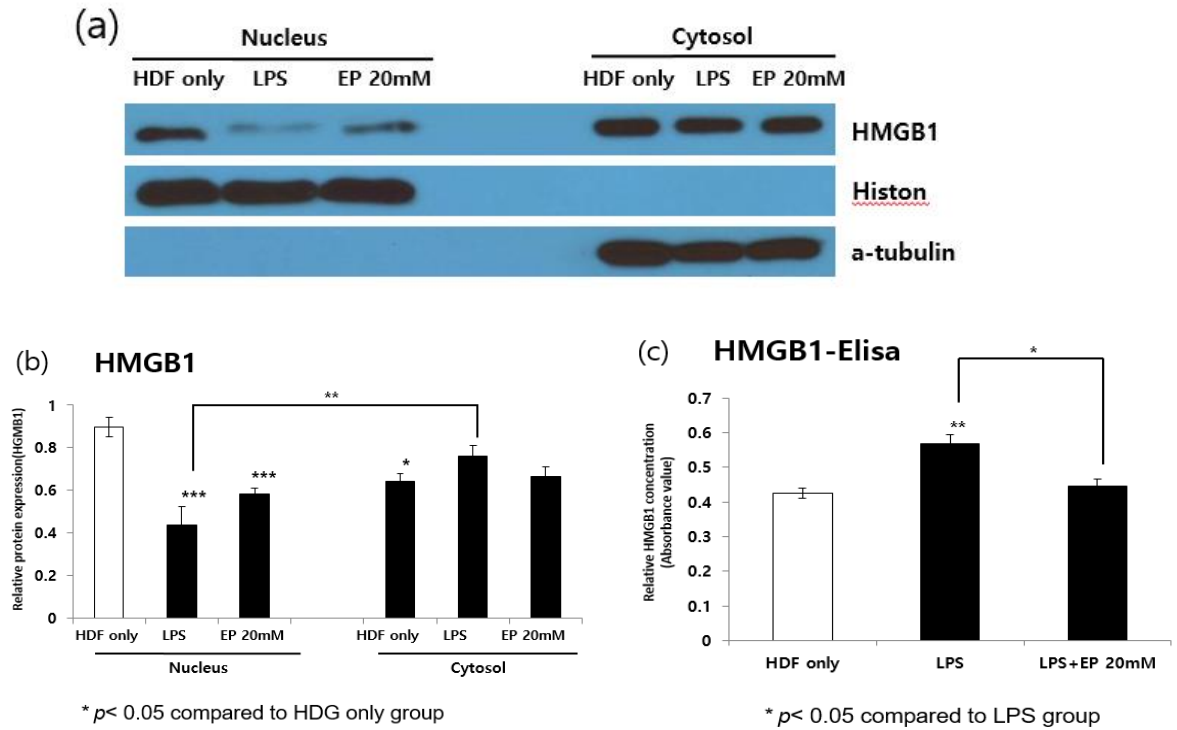 (a)
Nucleus
Cytosol
HDF only LPS EP 20mM
HDF only LPS EP 20mM
HMGB1
Histon
a-tubulin
(b) HMGB1
Relative protein expression(HGMB1)
1
0.8
0.6
0.4
0.2
0
***
***
**
*
HDF only LPS EP 20mM
HDF only LPS EP 20mM
Nucleus
Cytosol
* p< 0.05 compared to HDG only group
(c) HMGB1-Elisa
Relative HMGB1 concentration
(Absorbance value)
0.7
0.6
0.5
0.4
0.3
0.2
0.1
0
**
*
HDF only LPS LPS+EP 20mM
* p< 0.05 compared to LPS group